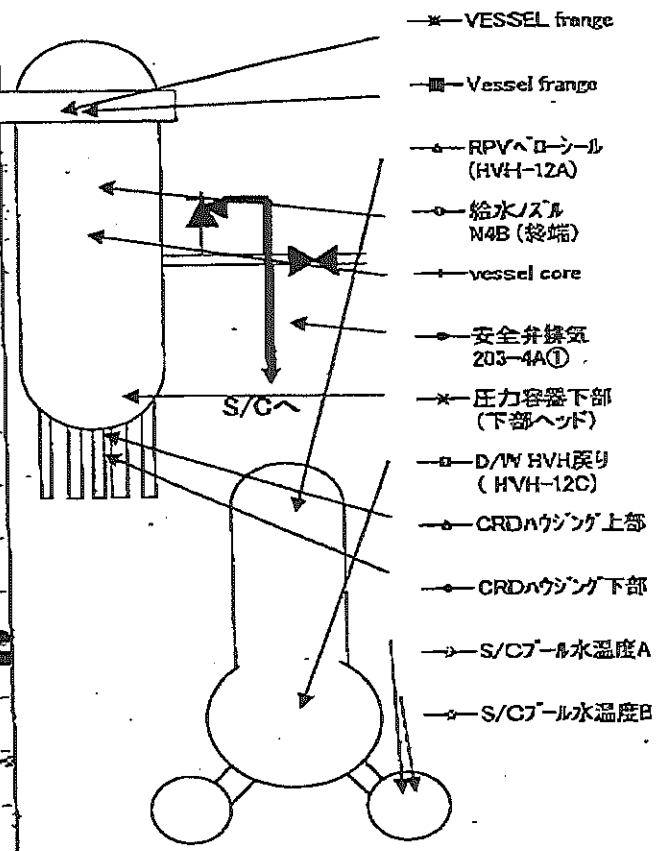 VESSEL frange
Vessel frange
RPVベローシール
(HVH-12A)
給水ノズル
N4B (終端)
vessel core
安全弁排気
203-4A①
圧力容器下部
(下部ヘッド)
D/W HVH戻り
( HVH-12C)
CRDハウジング上部
CRDハウジング下部
S/Cプール水温度A
S/Cプール水温度B
S/Cへ